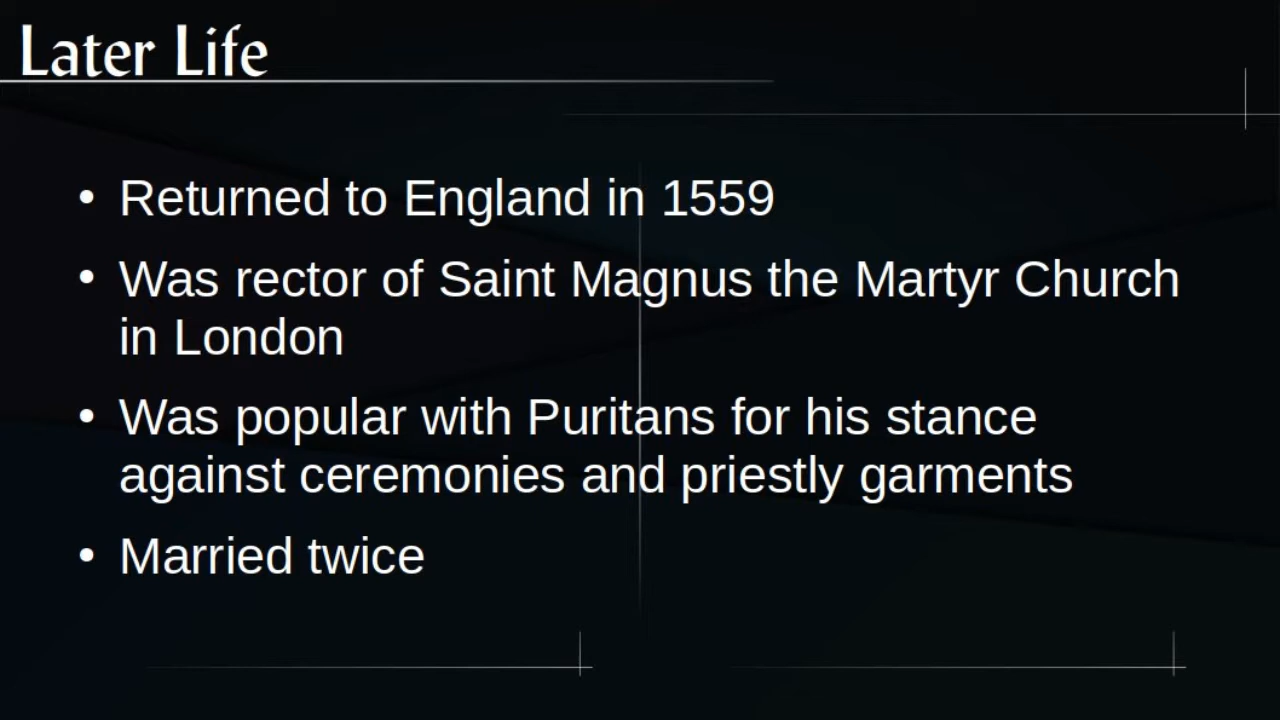 Later Life
• Returned to England in 1559
• Was rector of Saint Magnus the Martyr Church
in London
• Was popular with Puritans for his stance
against ceremonies and priestly garments
• Married twice